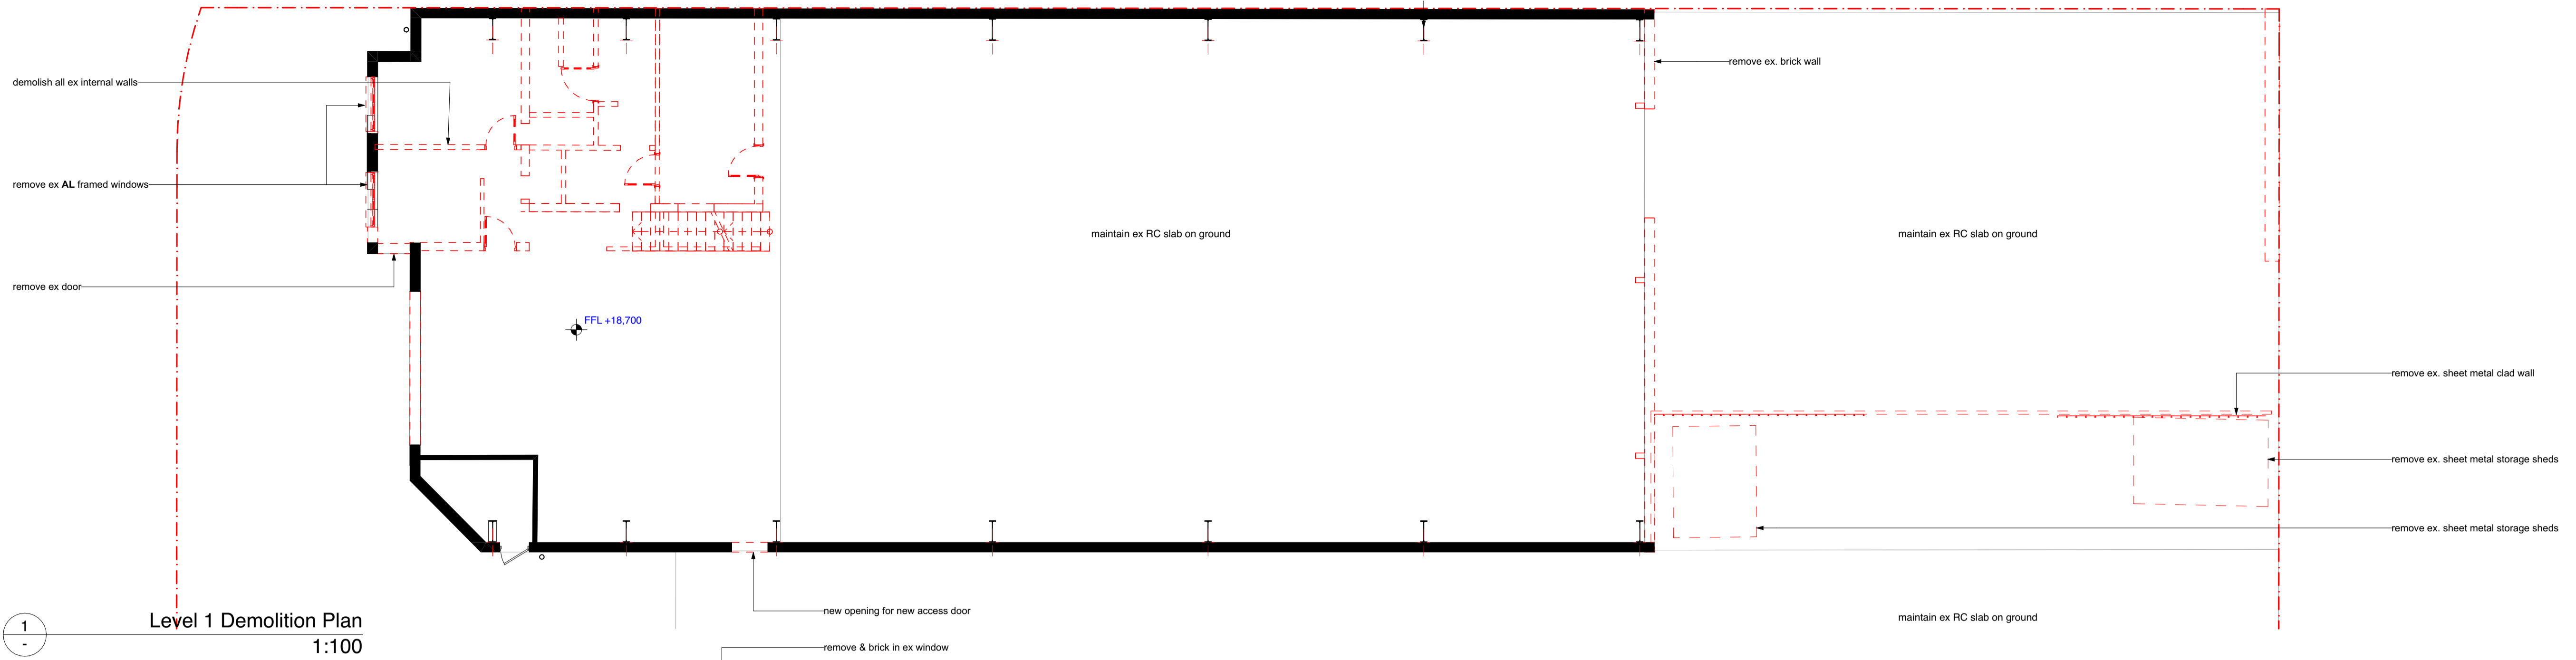 remove ex. brick wall
demolish all ex internal walls
remove ex AL framed windows
maintain ex RC slab on ground
maintain ex RC slab on ground
remove ex door
FFL +18,700
remove ex. sheet metal clad wall
remove ex. sheet metal storage sheds
remove ex. sheet metal storage sheds
new opening for new access door
maintain ex RC slab on ground
1
-
Level 1 Demolition Plan
1:100
remove & brick in ex window